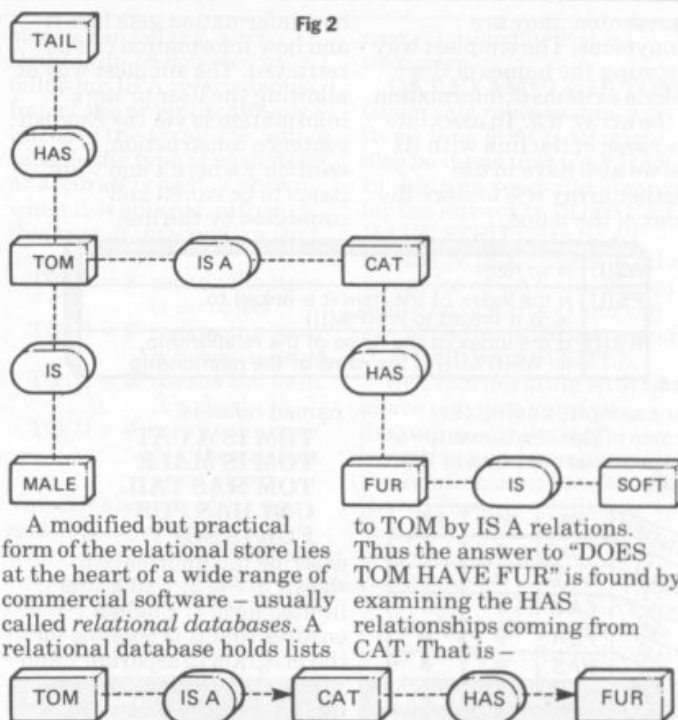 Fig 2
TAIL
HAS
TOM IS A CAT
IS HAS
MALE FUR IS SOFT
A modified but practical
form of the relational store lies
at the heart of a wide range of
commercial software – usually
called relational databases. A
relational database holds lists
to TOM by IS A relations.
Thus the answer to “DOES
TOM HAVE FUR” is found by
examining the HAS
relationships coming from
CAT. That is –
TOM IS A CAT HAS FUR